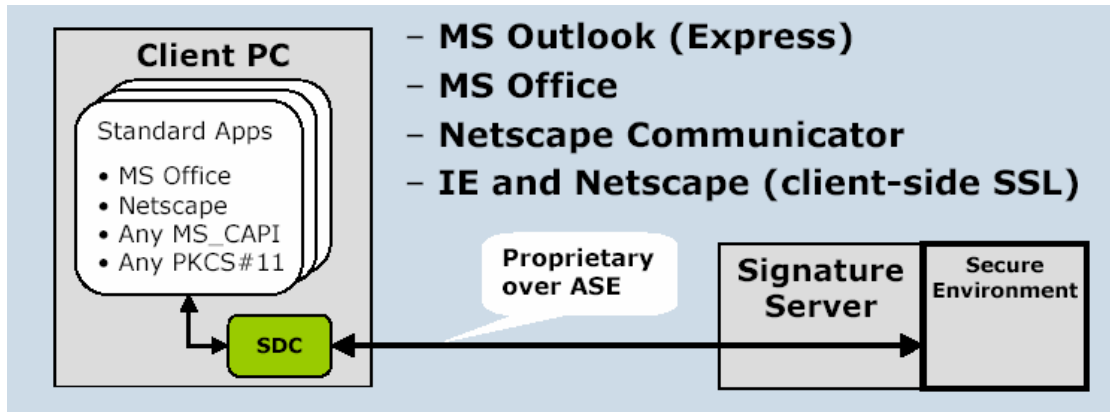 Client PC
Standard Apps
• MS Office
• Netscape
• Any MS_CAPI
• Any PKCS#11
SDC
– MS Outlook (Express)
– MS Office
– Netscape Communicator
– IE and Netscape (client-side SSL)
Proprietary
over ASE
Signature
Server
Secure
Environment